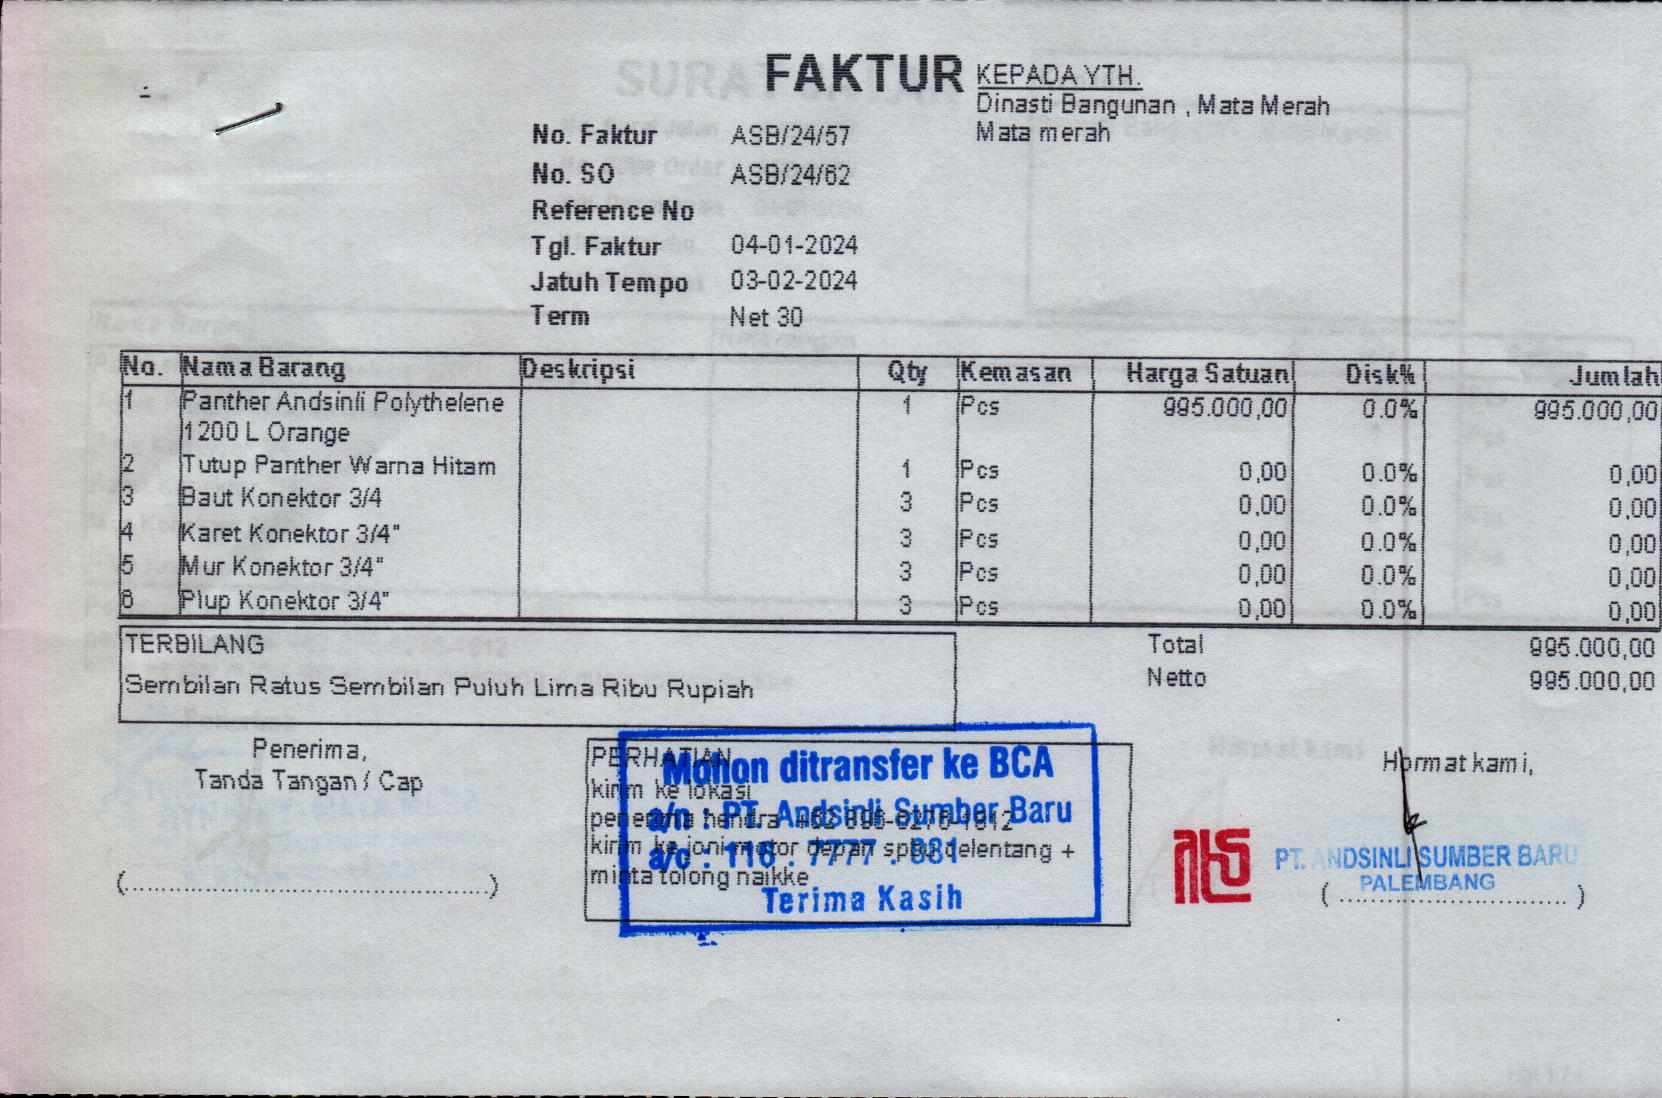 FAKTUR
KEPADA YTH.
Dinasti Bangunan , Mata Merah
Mata merah
No. Faktur ASB/24/57
No. SO ASB/24/62
Reference No
Tgl. Faktur 04-01-2024
Jatuh Tempo 03-02-2024
Term Net 30
No. Nama Barang Deskripsi Qty Kemasan Harga Satuan Disk% Jumlah
1 Panther Andsinli Polythelene 1 Pcs 995.000,00 0.0% 995.000,00
1200 L Orange
2 Tutup Panther Warna Hitam 1 Pcs 0,00 0.0% 0,00
3 Baut Konektor 3/4 3 Pcs 0,00 0.0% 0,00
4 Karet Konektor 3/4" 3 Pcs 0,00 0.0% 0,00
5 Mur Konektor 3/4" 3 Pcs 0,00 0.0% 0,00
6 Plup Konektor 3/4" 3 Pcs 0,00 0.0% 0,00
TERBILANG
Sembilan Ratus Sembilan Puluh Lima Ribu Rupiah
Total 995.000,00
Netto 995.000,00
Penerima,
Tanda Tangan / Cap
PERHATIAN
kirim ke lokasi
penerima hendra
kirim ke joni motor depan
minta tolong naikke
Mohon ditransfer ke BCA
a/n : PT. Andsinli Sumber Baru
a/c : 116 . 7777 . 881
Terima Kasih
Hormat kami,
PT. ANDSINLI SUMBER BARU
PALEMBANG